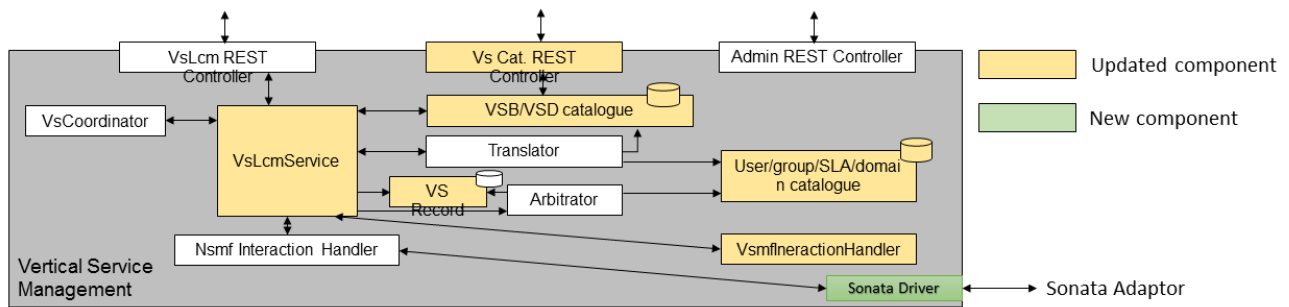 VsLcm REST
Controller
Vs Cat. REST
Controller
Admin REST Controller
Updated component
New component
VsCoordinator
VSB/VSD catalogue
VsLcmService
Translator
User/group/SLA/domai
n catalogue
VS
Record
Arbitrator
Nsmf Interaction Handler
VsmfIneractionHandler
Vertical Service
Management
Sonata Driver
Sonata Adaptor